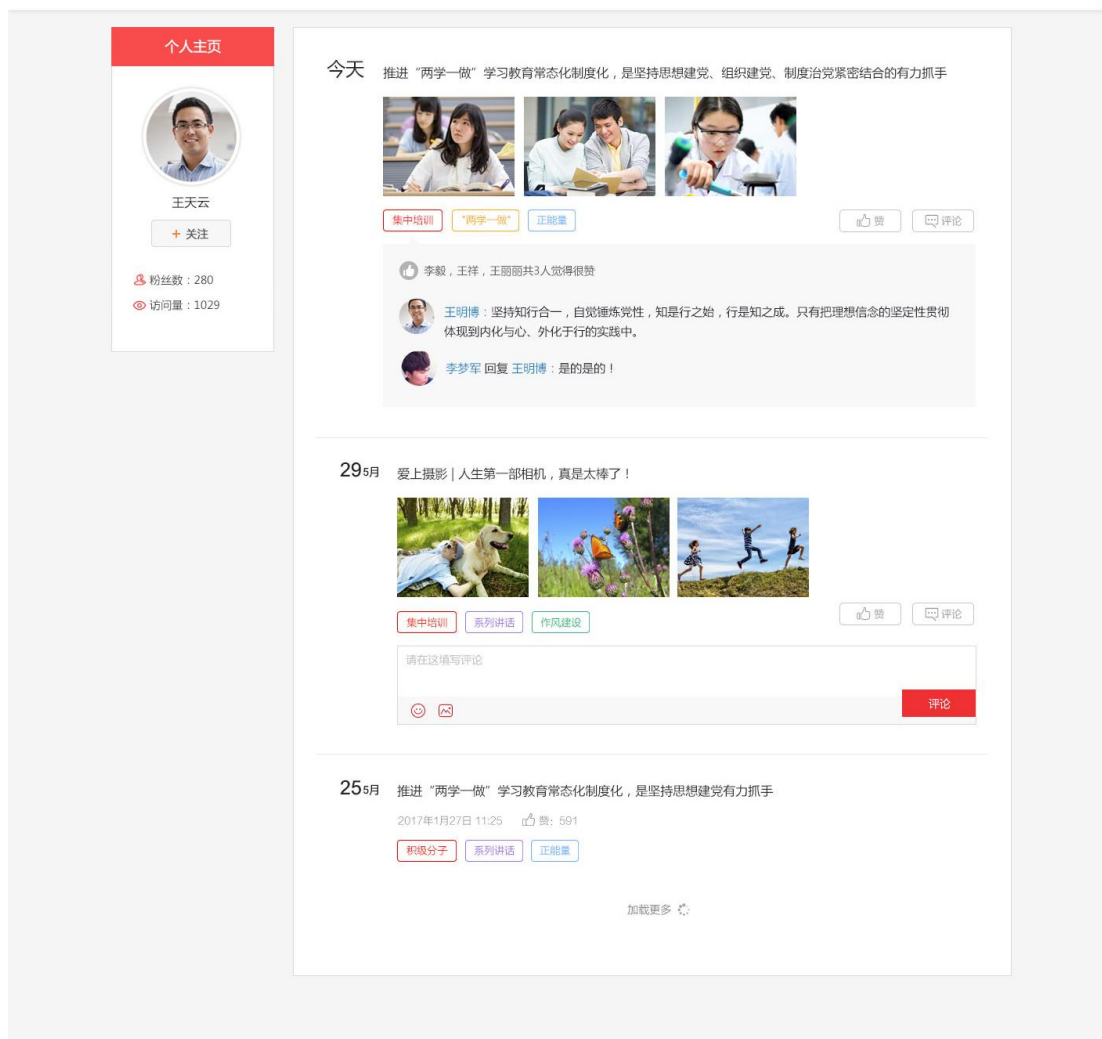 个人主页
王天云
+ 关注
粉丝数：280
访问量：1029
今天
推进“两学一做”学习教育常态化制度化，是坚持思想建党、组织建党、制度治党紧密结合的有力抓手
集中培训 "两学一做" 正能量 赞 评论
李毅，王祥，王丽丽共3人觉得很赞
王明博：坚持知行合一，自觉锤炼党性，知是行之始，行是知之成。只有把理想信念的坚定性贯彻
体现到内化与心、外化于行的实践中。
李梦军 回复 王明博：是的是的！
29 5月 爱上摄影 | 人生第一部相机，真是太棒了！
集中培训 系列讲话 作风建设 赞 评论
请在这填写评论
评论
25 5月 推进“两学一做”学习教育常态化制度化，是坚持思想建党有力抓手
2017年1月27日 11:25 赞: 591
积级分子 系列讲话 正能量
加载更多